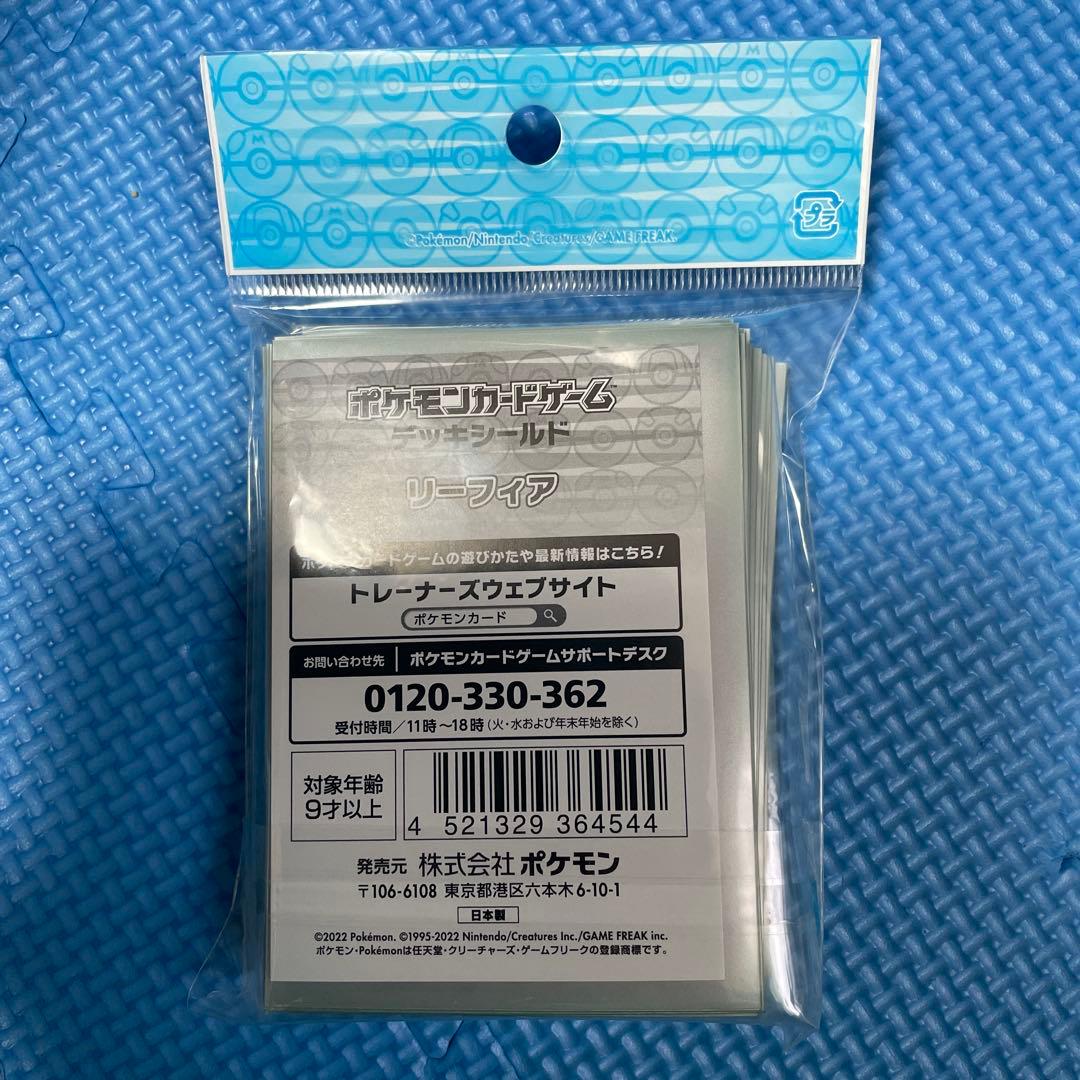 プラ
©Pokémon/Nintendo/Creatures/GAME FREAK.
ポケモンカードゲーム™
デッキシールド
リーフィア
ポケモンカードゲームの遊びかたや最新情報はこちら!
トレーナーズウェブサイト
ポケモンカード
お問い合わせ先 ポケモンカードゲームサポートデスク
0120-330-362
受付時間/11時~18時(火・水および年末年始を除く)
対象年齢
9才以上
4 521329 364544
発売元 株式会社 ポケモン
〒106-6108 東京都港区六本木6-10-1
日本製
©2022 Pokémon. ©1995-2022 Nintendo/Creatures Inc./GAME FREAK inc.
ポケモン・Pokémonは任天堂・クリーチャーズ・ゲームフリークの登録商標です。